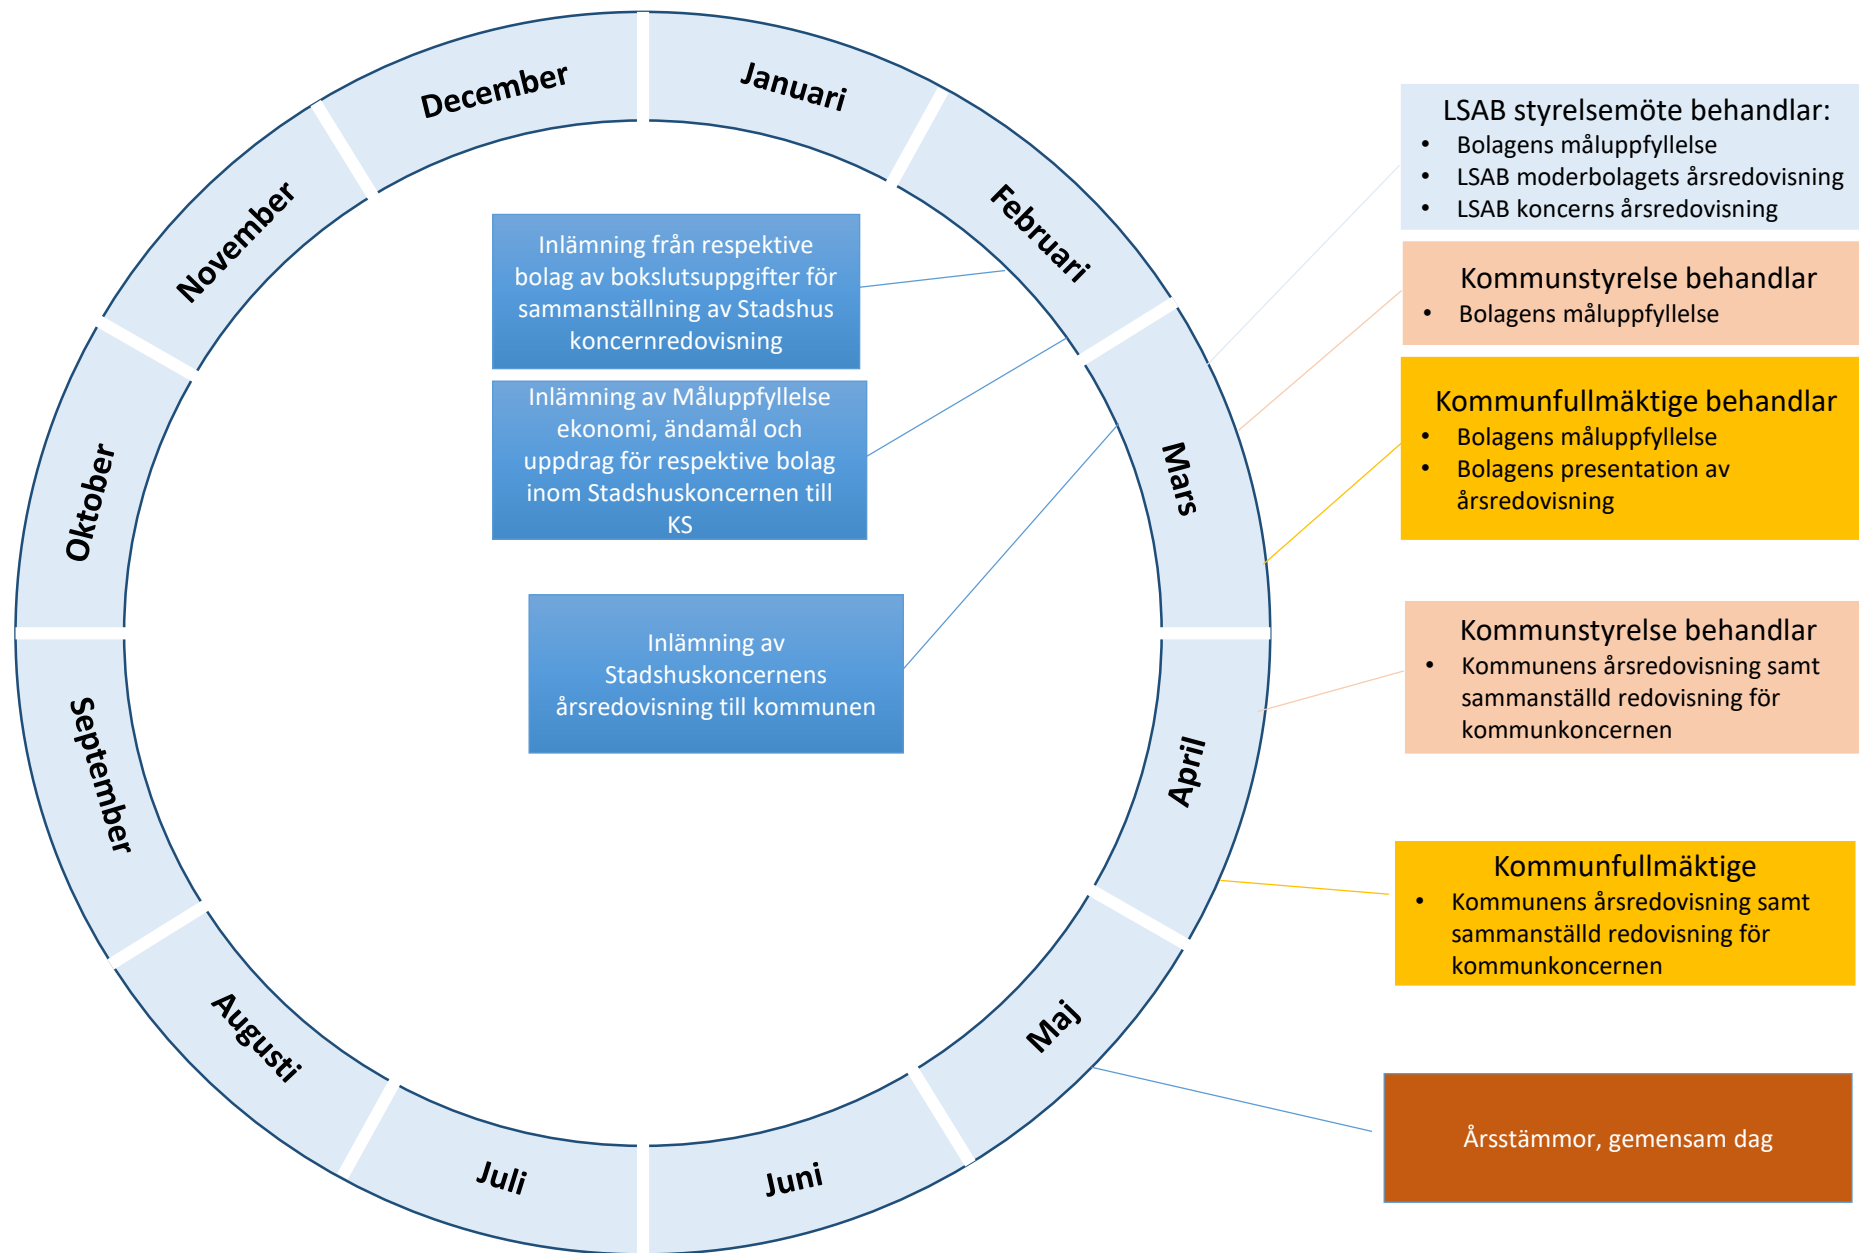 Januari
Februari
Mars
April
Maj
Juni
Juli
Augusti
September
Oktober
November
December
Inlämning från respektive
bolag av bokslutsuppgifter för
sammanställning av Stadshus
koncernredovisning
Inlämning av Måluppfyllelse
ekonomi, ändamål och
uppdrag för respektive bolag
inom Stadshuskoncernen till
KS
Inlämning av
Stadshuskoncernens
årsredovisning till kommunen
LSAB styrelsemöte behandlar:
• Bolagens måluppfyllelse
• LSAB moderbolagets årsredovisning
• LSAB koncerns årsredovisning
Kommunstyrelse behandlar
• Bolagens måluppfyllelse
Kommunfullmäktige behandlar
• Bolagens måluppfyllelse
• Bolagens presentation av
årsredovisning
Kommunstyrelse behandlar
• Kommunens årsredovisning samt
sammanställd redovisning för
kommunkoncernen
Kommunfullmäktige
• Kommunens årsredovisning samt
sammanställd redovisning för
kommunkoncernen
Årsstämmor, gemensam dag